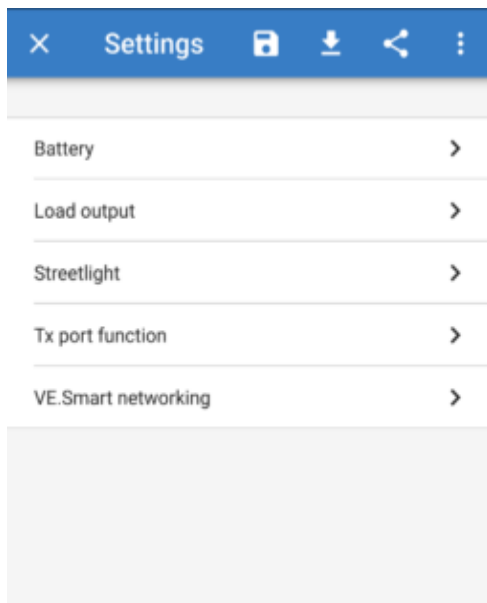 Settings
Battery
Load output
Streetlight
Tx port function
VE.Smart networking